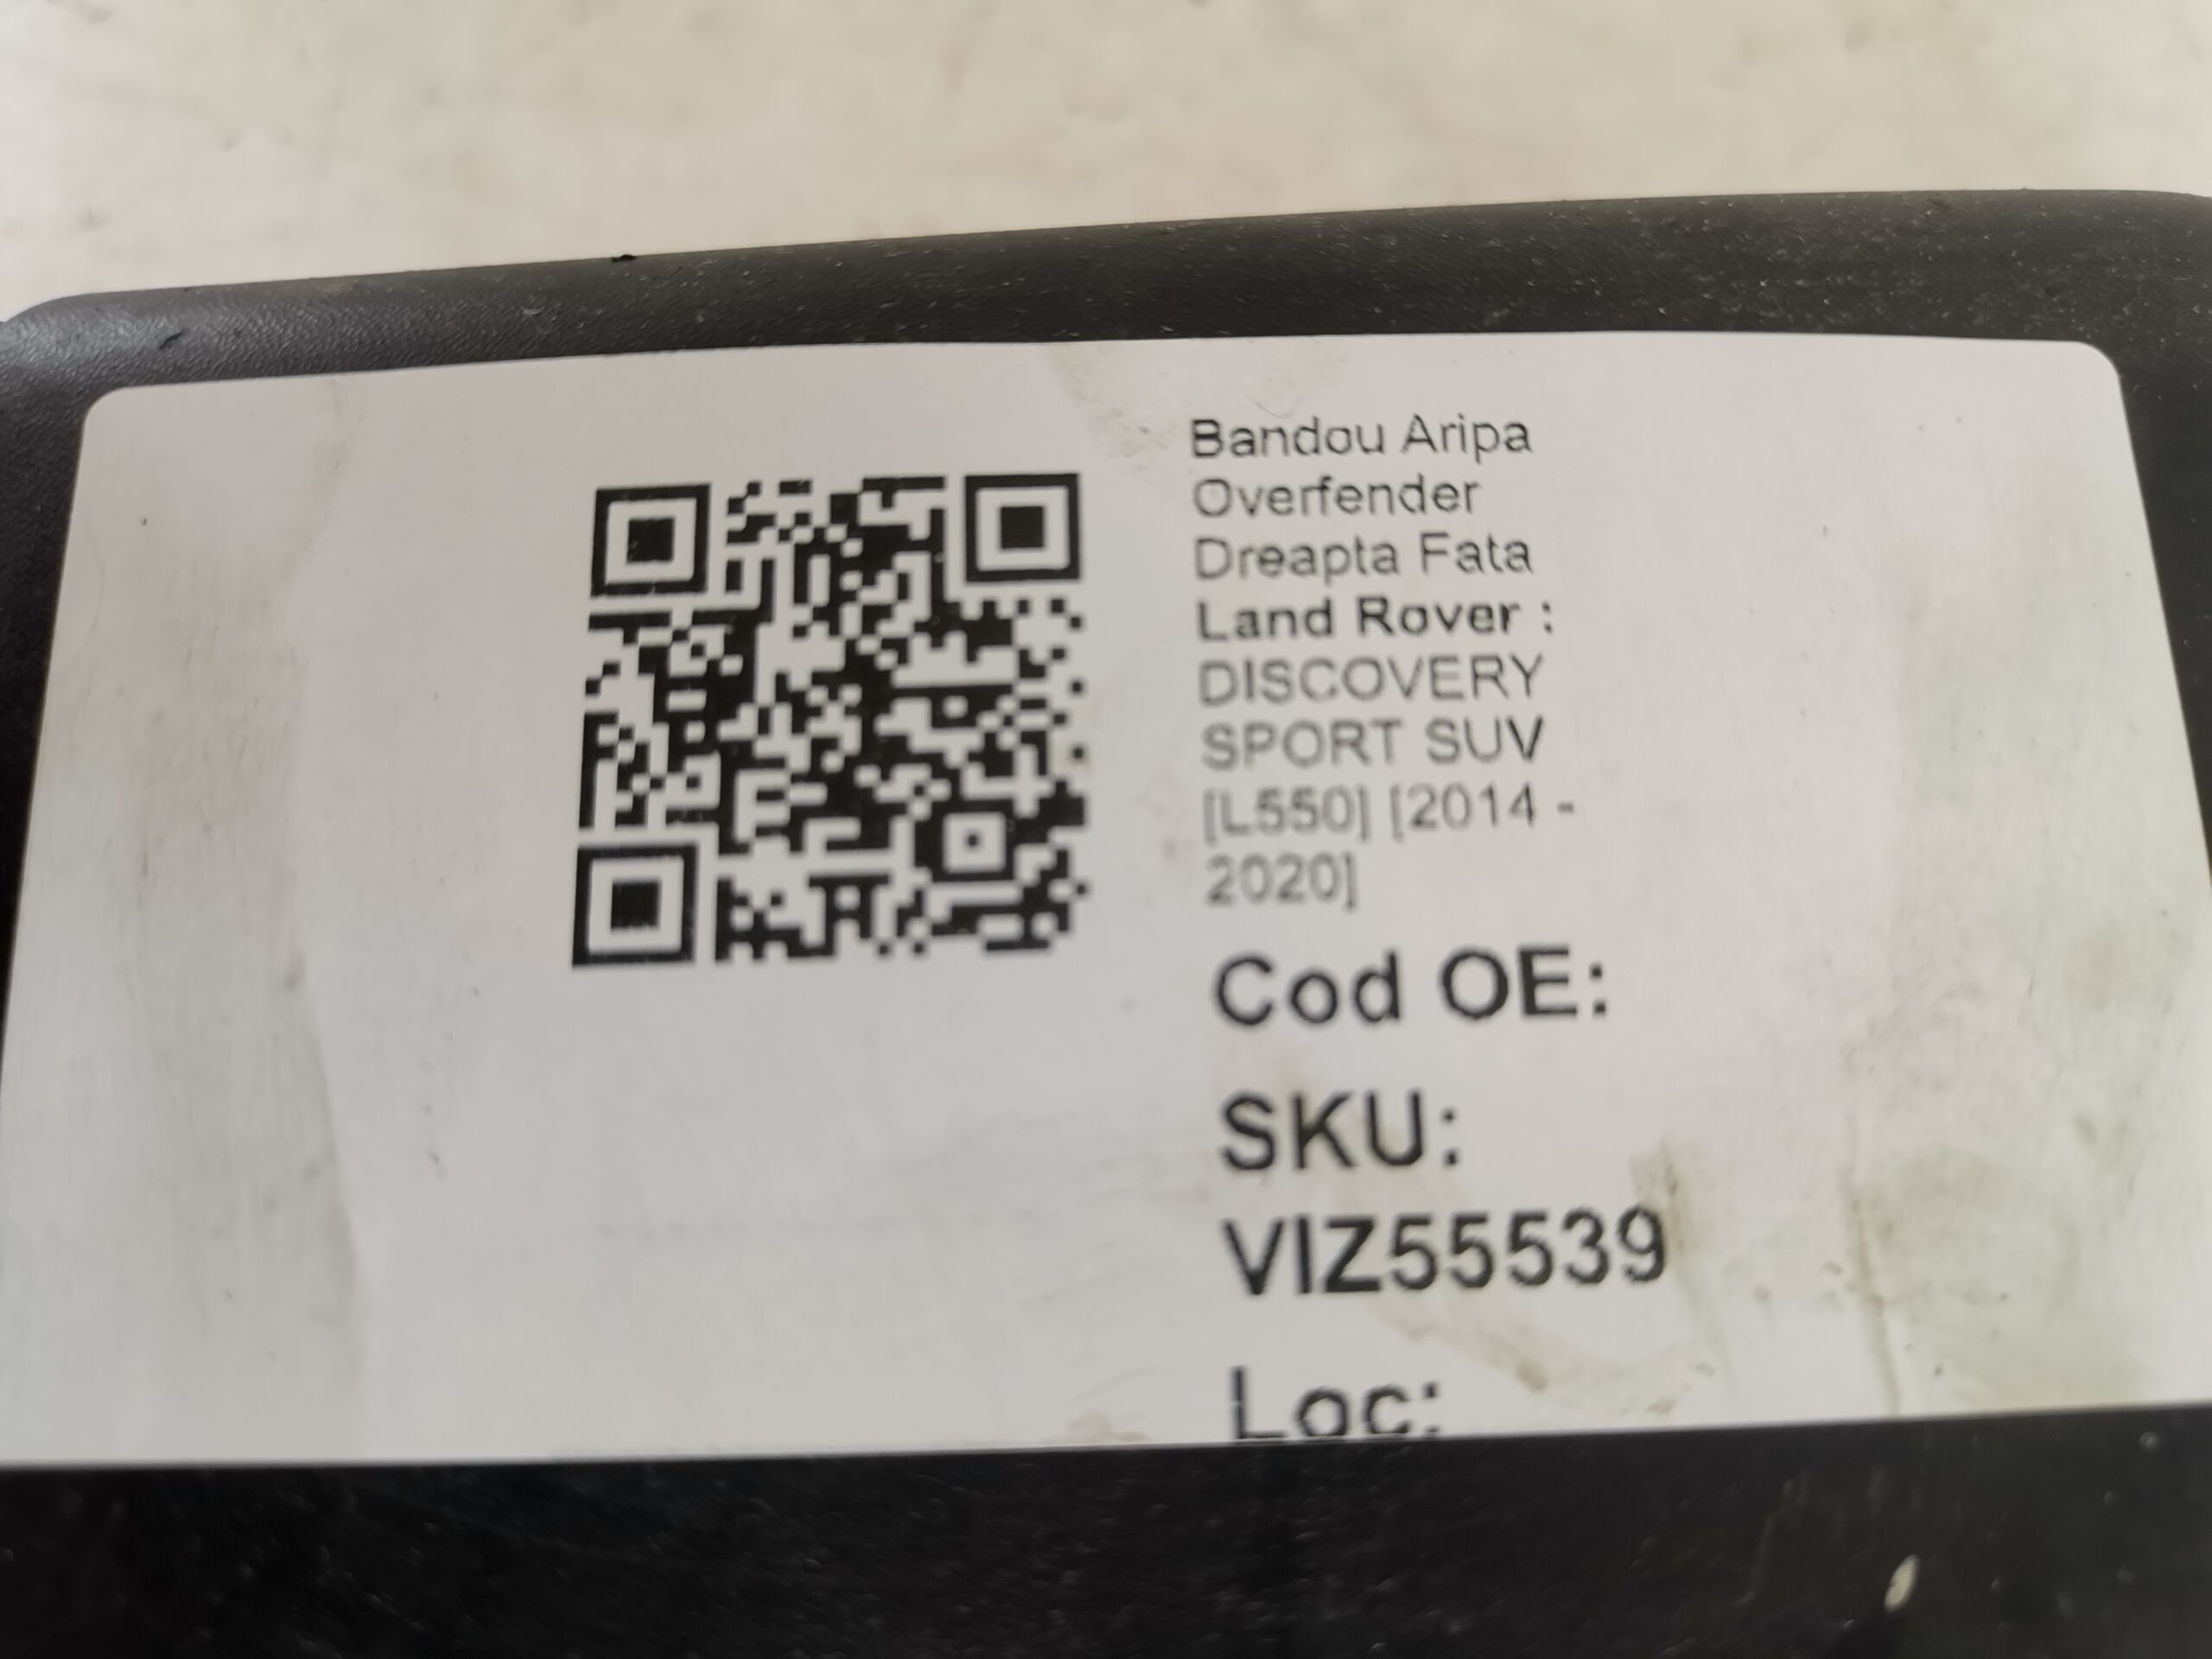 Bandou Aripa
Overfender
Dreapta Fata
Land Rover :
DISCOVERY
SPORT SUV
[L550] [2014 -
2020]
Cod OE:
SKU:
VIZ55539
Loc: